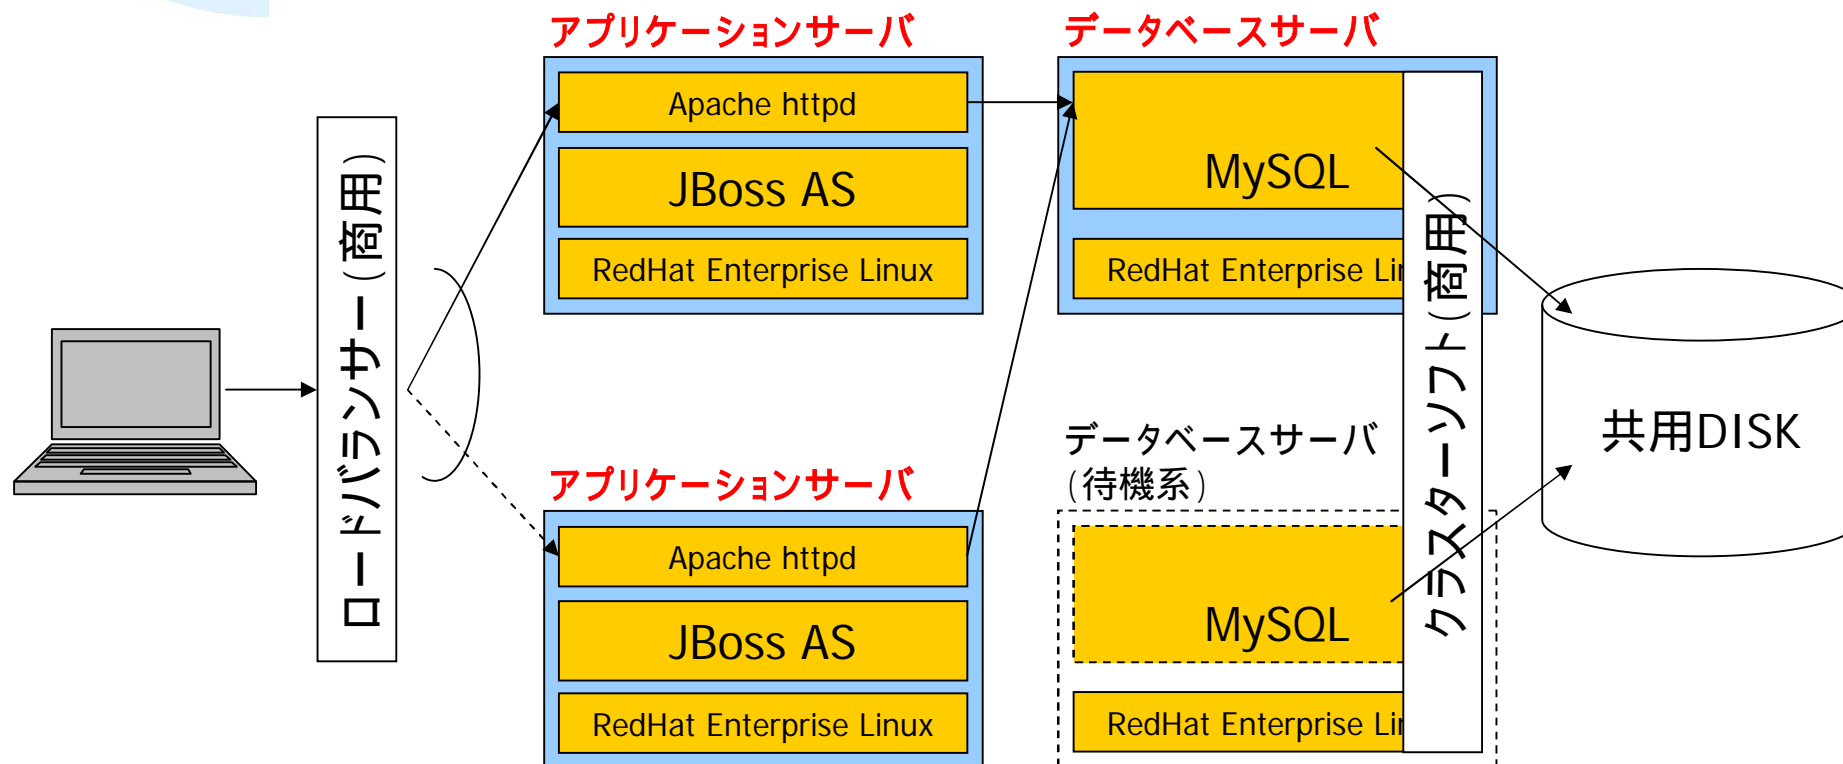 アプリケーションサーバ
データベースサーバ
Apache httpd
JBoss AS
RedHat Enterprise Linux
MySQL
RedHat Enterprise Lin
ロードバランサー(商用)
クラスターソフト(商用)
共用DISK
アプリケーションサーバ
データベースサーバ
(待機系)
Apache httpd
JBoss AS
RedHat Enterprise Linux
MySQL
RedHat Enterprise Lin